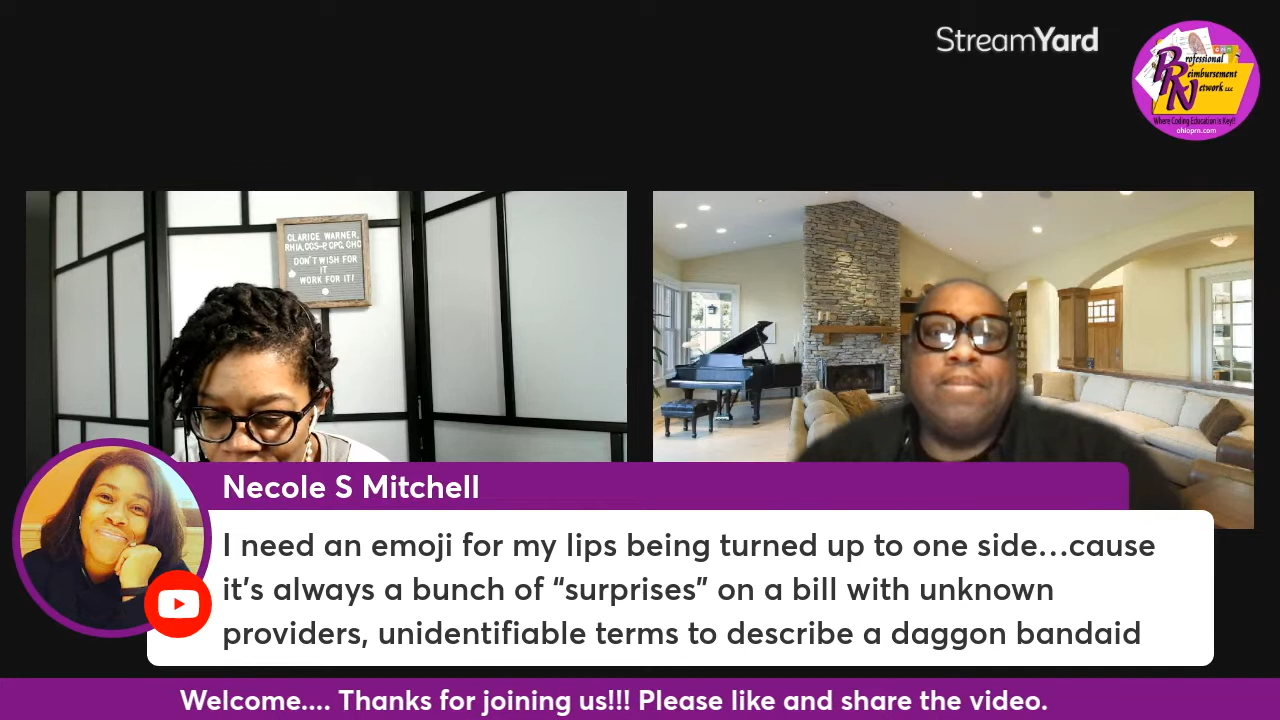 StreamYard
Professional
Reimbursement
Network LLC
Where Coding Education is Key!!
ohioprn.com
CLARICE WARNER,
RHIA,CCS-P,CPC,CHC
DON'T WISH FOR
IT
WORK FOR IT!
Necole S Mitchell
I need an emoji for my lips being turned up to one side…cause
it’s always a bunch of “surprises” on a bill with unknown
providers, unidentifiable terms to describe a daggon bandaid
Welcome.... Thanks for joining us!!! Please like and share the video.